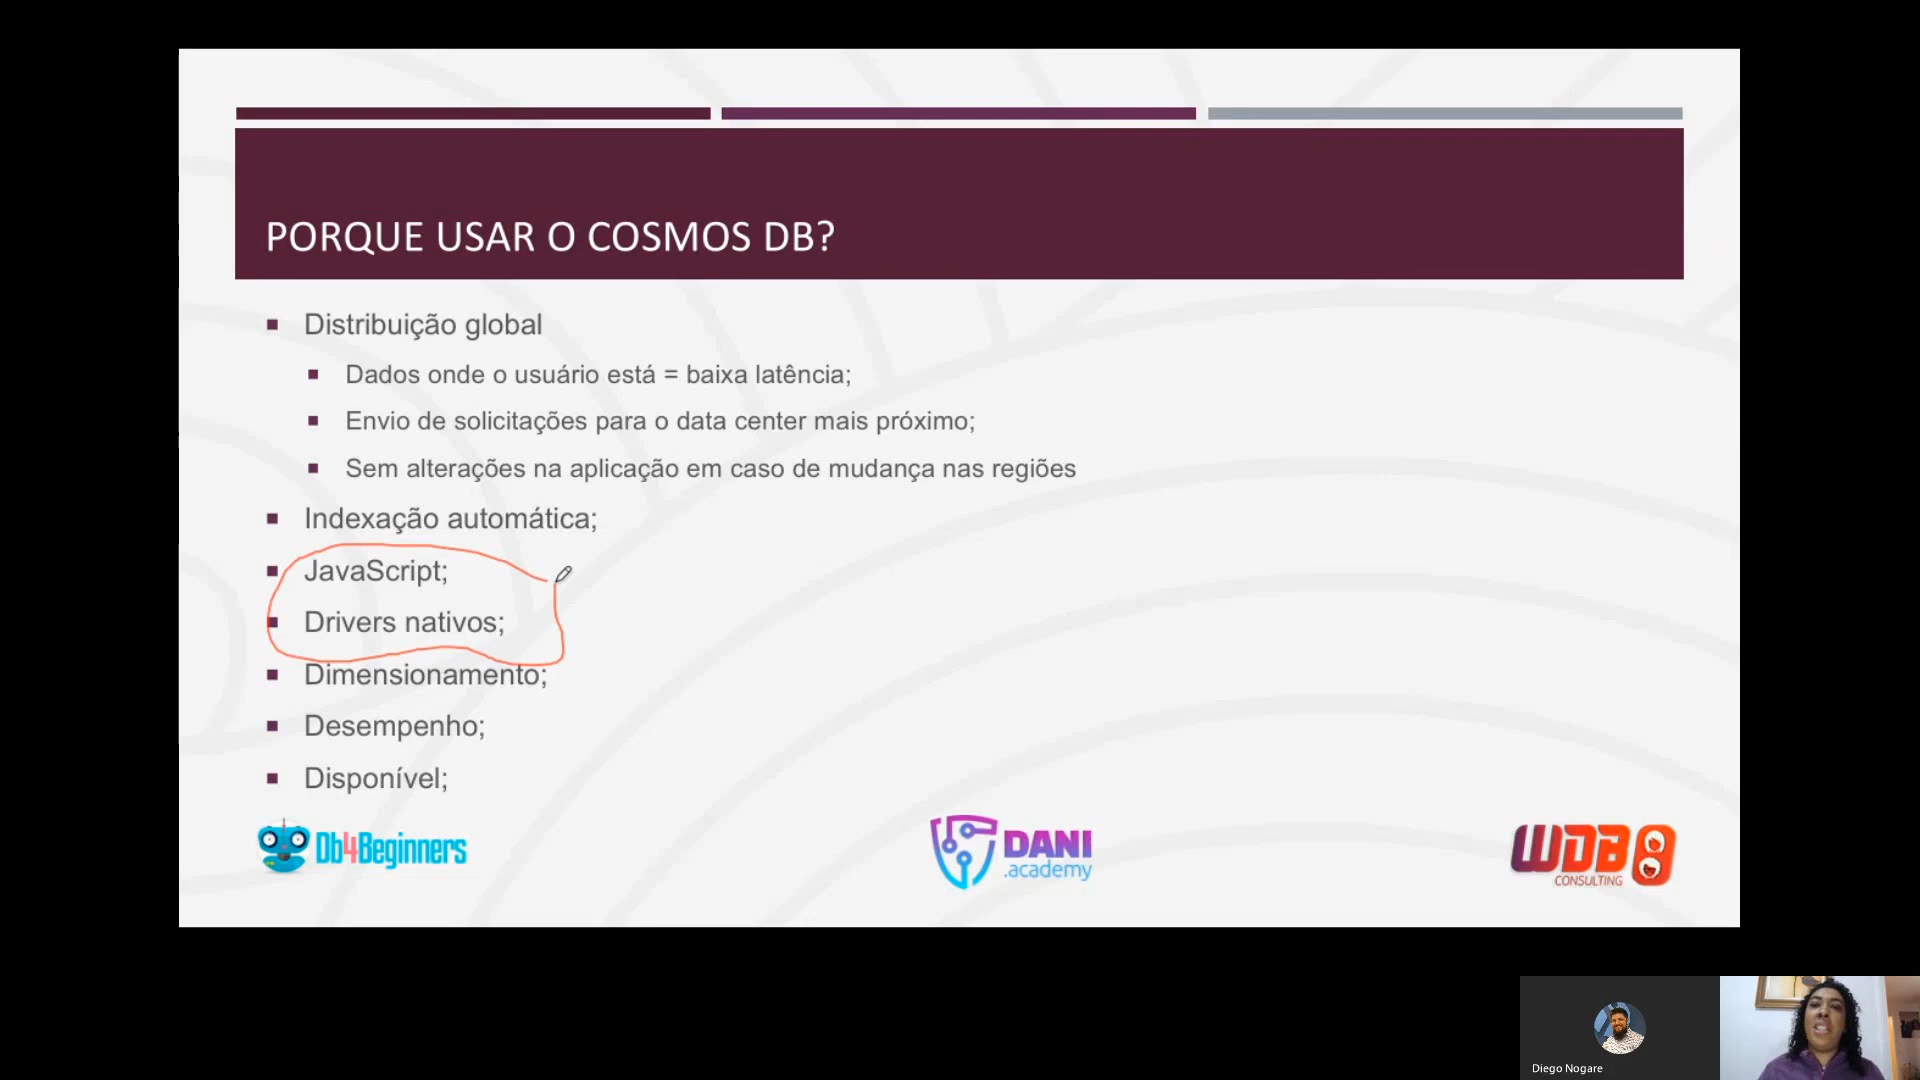 PORQUE USAR O COSMOS DB?
Distribuição global
Dados onde o usuário está = baixa latência;
Envio de solicitações para o data center mais próximo;
Sem alterações na aplicação em caso de mudança nas regiões
Indexação automática;
JavaScript;
Drivers nativos;
Dimensionamento;
Desempenho;
Disponível;
Db4Beginners
DANI
.academy
WDB
CONSULTING
Diego Nogare